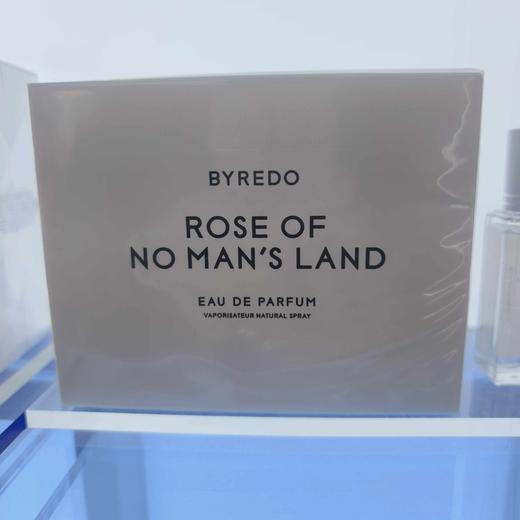 BYREDO
ROSE OF
NO MAN'S LAND
EAU DE PARFUM
VAPORISATEUR NATURAL SPRAY